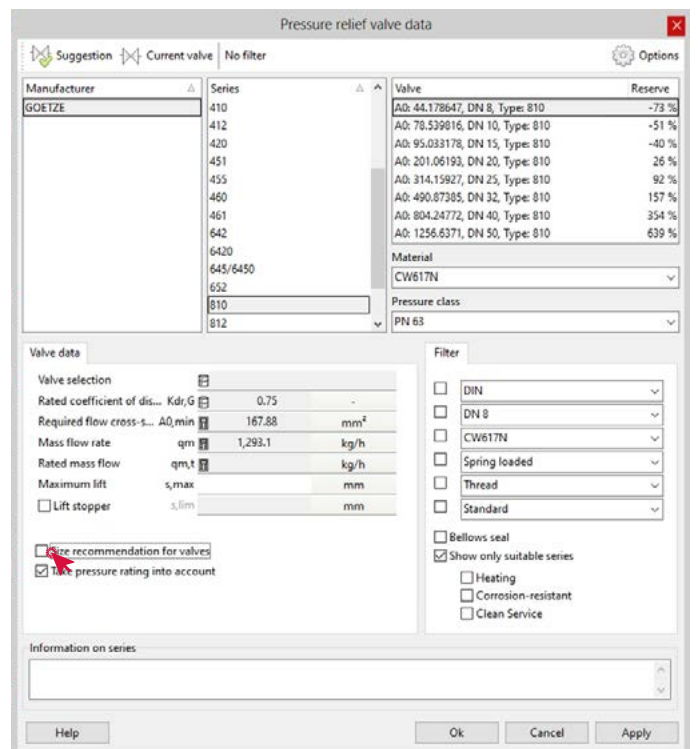 Pressure relief valve data
Suggestion Current valve No filter Options
Manufacturer
GOETZE
Series
410
412
420
451
455
460
461
642
6420
645/6450
652
810
812
Valve Reserve
A0: 44.178647, DN 8, Type: 810 -73 %
A0: 78.539816, DN 10, Type: 810 -51 %
A0: 95.033178, DN 15, Type: 810 -40 %
A0: 201.06193, DN 20, Type: 810 26 %
A0: 314.15927, DN 25, Type: 810 92 %
A0: 490.87385, DN 32, Type: 810 157 %
A0: 804.24772, DN 40, Type: 810 354 %
A0: 1256.6371, DN 50, Type: 810 639 %
Material
CW617N
Pressure class
PN 63
Valve data
Valve selection
Rated coefficient of dis... Kdr,G 0.75 -
Required flow cross-s... A0,min 167.88 mm²
Mass flow rate qm 1,293.1 kg/h
Rated mass flow qm,t kg/h
Maximum lift s,max mm
Lift stopper s,lim mm
Size recommendation for valves
Take pressure rating into account
Filter
DIN
DN 8
CW617N
Spring loaded
Thread
Standard
Bellows seal
Show only suitable series
Heating
Corrosion-resistant
Clean Service
Information on series
Help Ok Cancel Apply